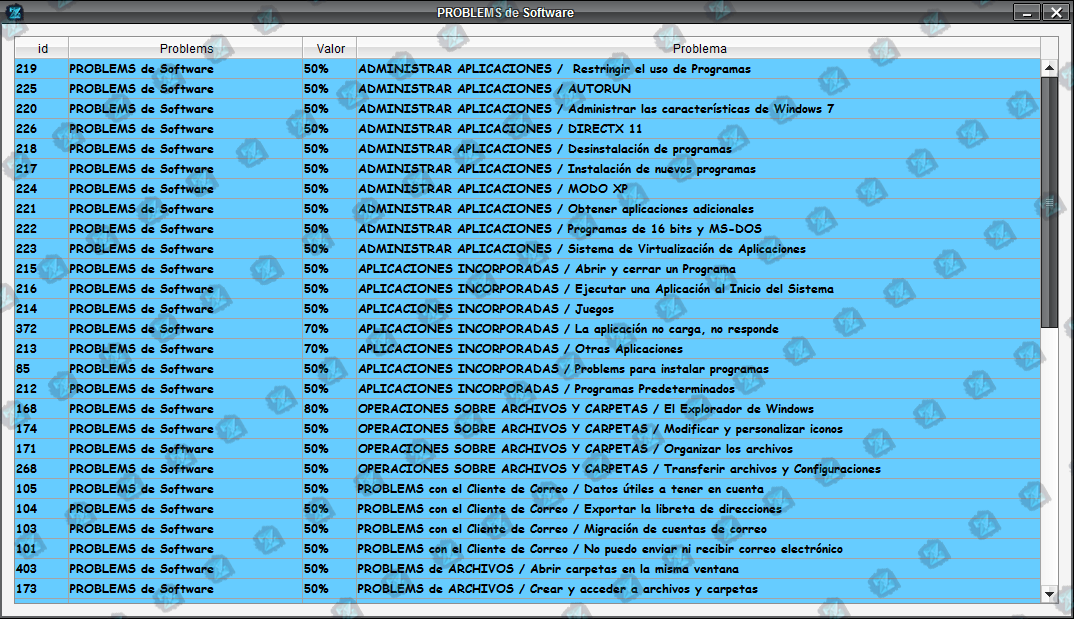 PROBLEMS de Software
id Problems Valor Problema
219 PROBLEMS de Software 50% ADMINISTRAR APLICACIONES / Restringir el uso de Programas
225 PROBLEMS de Software 50% ADMINISTRAR APLICACIONES / AUTORUN
220 PROBLEMS de Software 50% ADMINISTRAR APLICACIONES / Administrar las características de Windows 7
226 PROBLEMS de Software 50% ADMINISTRAR APLICACIONES / DIRECTX 11
218 PROBLEMS de Software 50% ADMINISTRAR APLICACIONES / Desinstalación de programas
217 PROBLEMS de Software 50% ADMINISTRAR APLICACIONES / Instalación de nuevos programas
224 PROBLEMS de Software 50% ADMINISTRAR APLICACIONES / MODO XP
221 PROBLEMS de Software 50% ADMINISTRAR APLICACIONES / Obtener aplicaciones adicionales
222 PROBLEMS de Software 50% ADMINISTRAR APLICACIONES / Programas de 16 bits y MS-DOS
223 PROBLEMS de Software 50% ADMINISTRAR APLICACIONES / Sistema de Virtualización de Aplicaciones
215 PROBLEMS de Software 50% APLICACIONES INCORPORADAS / Abrir y cerrar un Programa
216 PROBLEMS de Software 50% APLICACIONES INCORPORADAS / Ejecutar una Aplicación al Inicio del Sistema
214 PROBLEMS de Software 50% APLICACIONES INCORPORADAS / Juegos
372 PROBLEMS de Software 70% APLICACIONES INCORPORADAS / La aplicación no carga, no responde
213 PROBLEMS de Software 70% APLICACIONES INCORPORADAS / Otras Aplicaciones
85 PROBLEMS de Software 50% APLICACIONES INCORPORADAS / Problems para instalar programas
212 PROBLEMS de Software 50% APLICACIONES INCORPORADAS / Programas Predeterminados
168 PROBLEMS de Software 80% OPERACIONES SOBRE ARCHIVOS Y CARPETAS / El Explorador de Windows
174 PROBLEMS de Software 50% OPERACIONES SOBRE ARCHIVOS Y CARPETAS / Modificar y personalizar iconos
171 PROBLEMS de Software 50% OPERACIONES SOBRE ARCHIVOS Y CARPETAS / Organizar los archivos
268 PROBLEMS de Software 50% OPERACIONES SOBRE ARCHIVOS Y CARPETAS / Transferir archivos y Configuraciones
105 PROBLEMS de Software 50% PROBLEMS con el Cliente de Correo / Datos útiles a tener en cuenta
104 PROBLEMS de Software 50% PROBLEMS con el Cliente de Correo / Exportar la libreta de direcciones
103 PROBLEMS de Software 50% PROBLEMS con el Cliente de Correo / Migración de cuentas de correo
101 PROBLEMS de Software 50% PROBLEMS con el Cliente de Correo / No puedo enviar ni recibir correo electrónico
403 PROBLEMS de Software 50% PROBLEMS de ARCHIVOS / Abrir carpetas en la misma ventana
173 PROBLEMS de Software 50% PROBLEMS de ARCHIVOS / Crear y acceder a archivos y carpetas